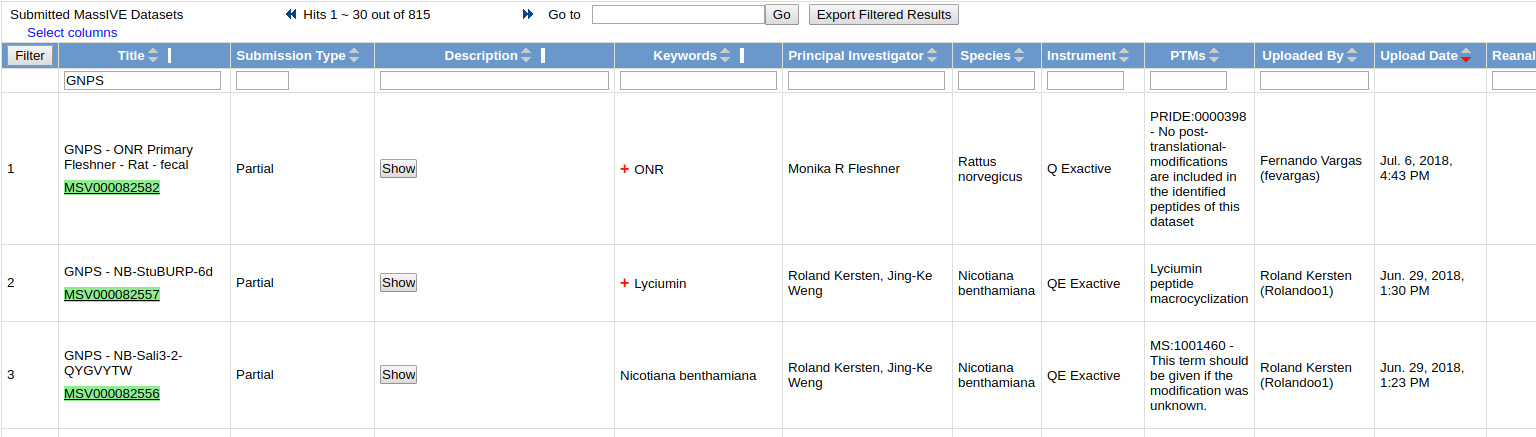 Submitted MassIVE Datasets Hits 1 ~ 30 out of 815 Go to Go Export Filtered Results
Select columns
Filter Title Submission Type Description Keywords Principal Investigator Species Instrument PTMs Uploaded By Upload Date Reanal
GNPS
1
GNPS - ONR Primary
Fleshner - Rat - fecal
MSV000082582
Partial
Show
+ ONR
Monika R Fleshner
Rattus
norvegicus
Q Exactive
PRIDE:0000398
- No post-
translational-
modifications
are included in
the identified
peptides of this
dataset
Fernando Vargas
(fevargas)
Jul. 6, 2018,
4:43 PM
2
GNPS - NB-StuBURP-6d
MSV000082557
Partial
Show
+ Lyciumin
Roland Kersten, Jing-Ke
Weng
Nicotiana
benthamiana
QE Exactive
Lyciumin
peptide
macrocyclization
Roland Kersten
(Rolandoo1)
Jun. 29, 2018,
1:30 PM
3
GNPS - NB-Sali3-2-
QYGVYTW
MSV000082556
Partial
Show
Nicotiana benthamiana
Roland Kersten, Jing-Ke
Weng
Nicotiana
benthamiana
QE Exactive
MS:1001460 -
This term should
be given if the
modification was
unknown.
Roland Kersten
(Rolandoo1)
Jun. 29, 2018,
1:23 PM